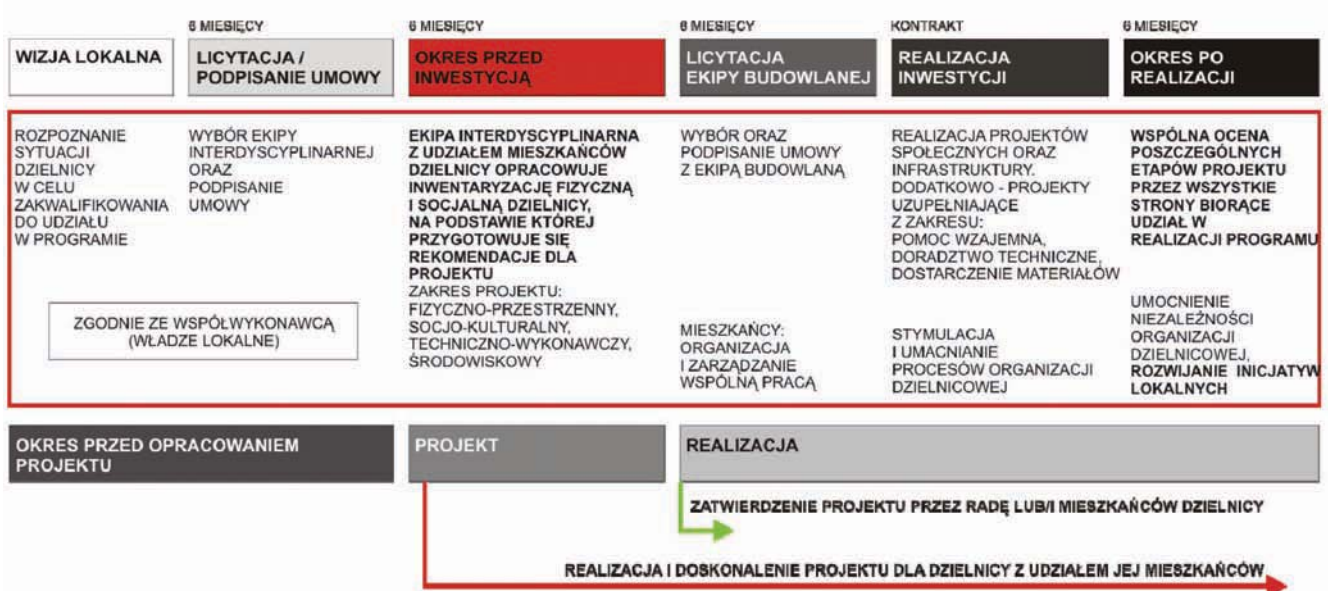 6 MIESIĘCY
6 MIESIĘCY
6 MIESIĘCY
KONTRAKT
6 MIESIĘCY
WIZJA LOKALNA
LICYTACJA /
PODPISANIE UMOWY
OKRES PRZED
INWESTYCJĄ
LICYTACJA
EKIPY BUDOWLANEJ
REALIZACJA
INWESTYCJI
OKRES PO
REALIZACJI
ROZPOZNANIE
SYTUACJI
DZIELNICY
W CELU
ZAKWALIFIKOWANIA
DO UDZIAŁU
W PROGRAMIE
WYBÓR EKIPY
INTERDYSCYPLINARNEJ
ORAZ
PODPISANIE
UMOWY
ZGODNIE ZE WSPÓŁWYKONAWCĄ
(WŁADZE LOKALNE)
EKIPA INTERDYSCYPLINARNA
Z UDZIAŁEM MIESZKAŃCÓW
DZIELNICY OPRACOWUJE
INWENTARYZACJĘ FIZYCZNĄ
I SOCJALNĄ DZIELNICY,
NA PODSTAWIE KTÓREJ
PRZYGOTOWUJE SIĘ
REKOMENDACJE DLA
PROJEKTU
ZAKRES PROJEKTU:
FIZYCZNO-PRZESTRZENNY,
SOCJO-KULTURALNY,
TECHNICZNO-WYKONAWCZY,
ŚRODOWISKOWY
WYBÓR ORAZ
PODPISANIE UMOWY
Z EKIPĄ BUDOWLANĄ
MIESZKAŃCY:
ORGANIZACJA
I ZARZĄDZANIE
WSPÓLNĄ PRACĄ
REALIZACJA PROJEKTÓW
SPOŁECZNYCH ORAZ
INFRASTRUKTURY.
DODATKOWO - PROJEKTY
UZUPEŁNIAJĄCE
Z ZAKRESU:
POMOC WZAJEMNA,
DORADZTWO TECHNICZNE,
DOSTARCZENIE MATERIAŁÓW
STYMULACJA
I UMACNIANIE
PROCESÓW ORGANIZACJI
DZIELNICOWEJ
WSPÓLNA OCENA
POSZCZEGÓLNYCH
ETAPÓW PROJEKTU
PRZEZ WSZYSTKIE
STRONY BIORĄCE
UDZIAŁ W
REALIZACJI PROGRAMU
UMOCNIENIE
NIEZALEŻNOŚCI
ORGANIZACJI
DZIELNICOWEJ,
ROZWIJANIE INICJATYW
LOKALNYCH
OKRES PRZED OPRACOWANIEM
PROJEKTU
PROJEKT
REALIZACJA
ZATWIERDZENIE PROJEKTU PRZEZ RADĘ LUB/I MIESZKAŃCÓW DZIELNICY
REALIZACJA I DOSKONALENIE PROJEKTU DLA DZIELNICY Z UDZIAŁEM JEJ MIESZKAŃCÓW